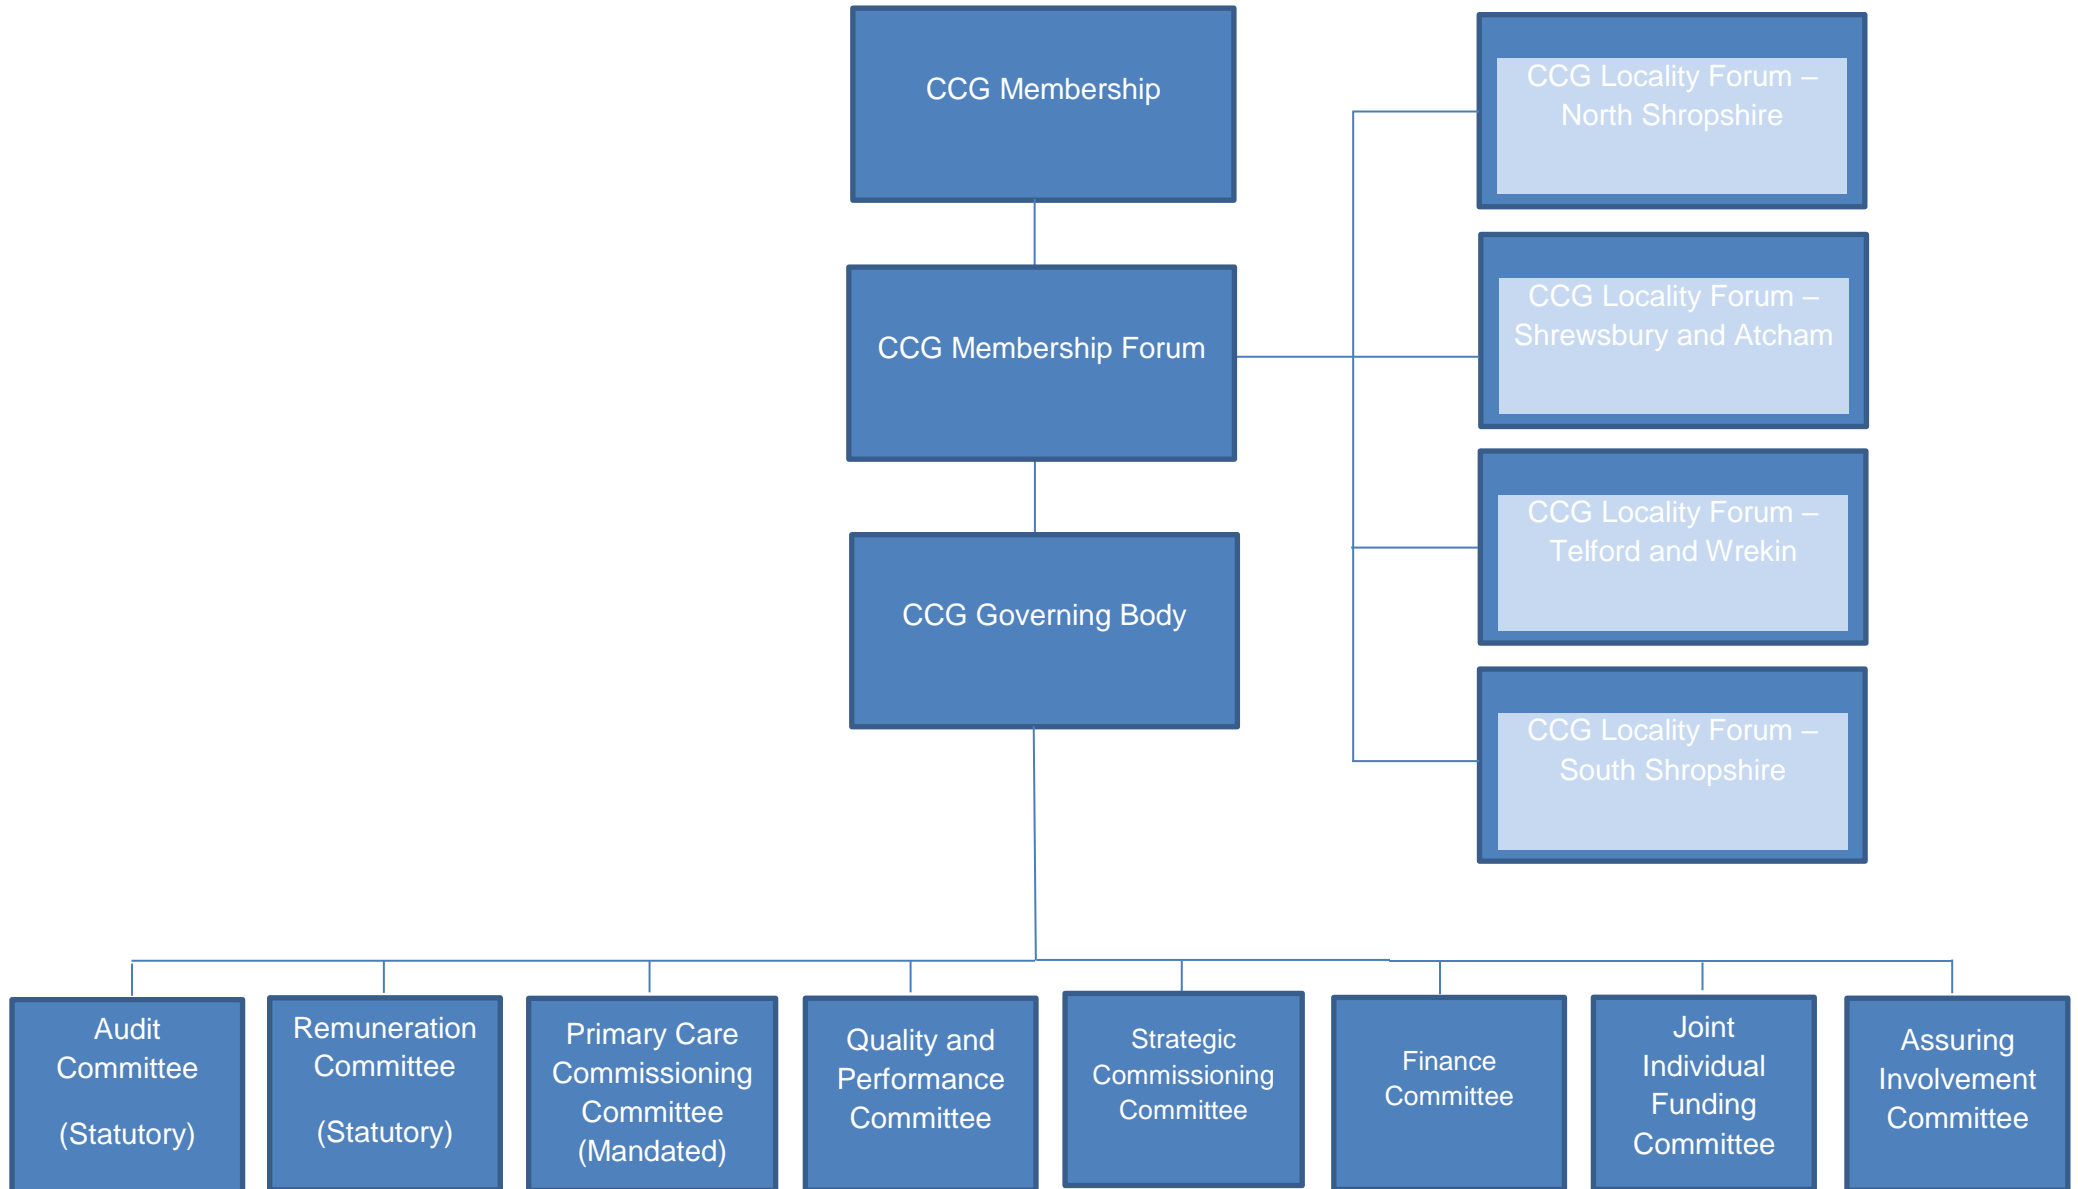 CCG Membership
CCG Locality Forum –
North Shropshire
CCG Membership Forum
CCG Locality Forum –
Shrewsbury and Atcham
CCG Locality Forum –
Telford and Wrekin
CCG Governing Body
CCG Locality Forum –
South Shropshire
Audit
Committee
(Statutory)
Remuneration
Committee
(Statutory)
Primary Care
Commissioning
Committee
(Mandated)
Quality and
Performance
Committee
Strategic
Commissioning
Committee
Finance
Committee
Joint
Individual
Funding
Committee
Assuring
Involvement
Committee